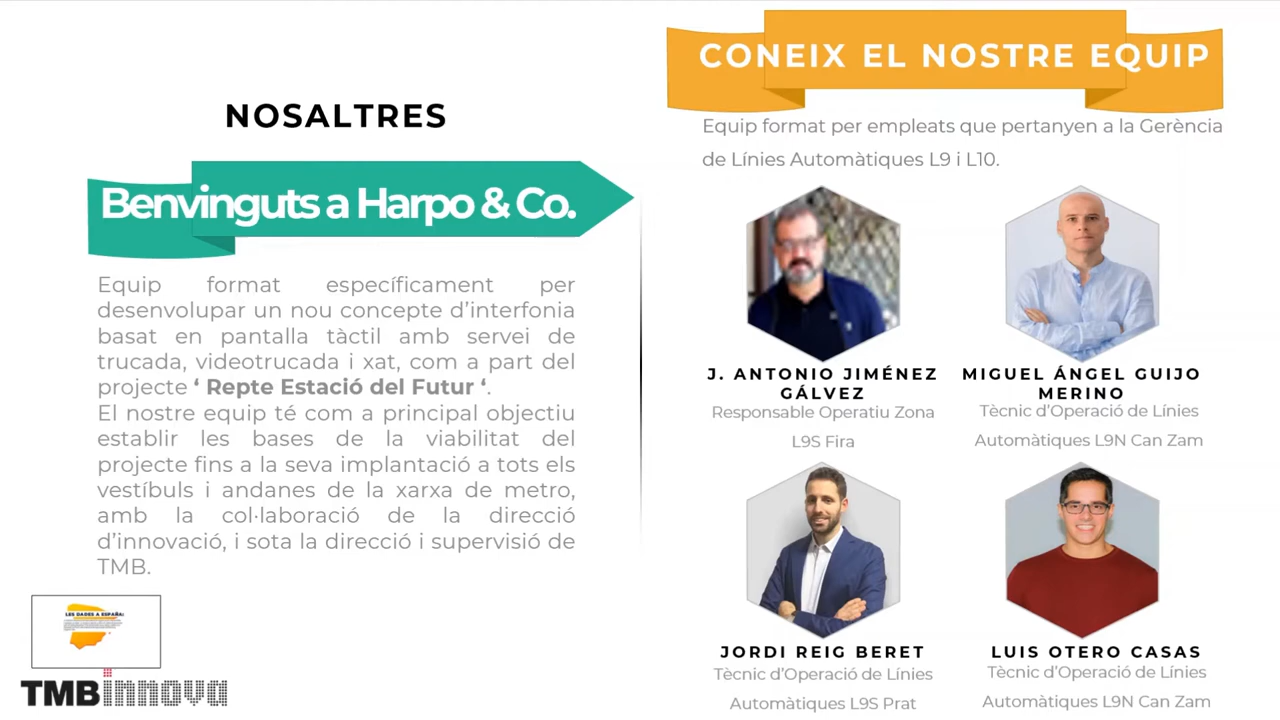 NOSALTRES
Benvinguts a Harpo & Co.
Equip format específicament per
desenvolupar un nou concepte d’interfonia
basat en pantalla tàctil amb servei de
trucada, videotrucada i xat, com a part del
projecte ‘ Repte Estació del Futur ‘.
El nostre equip té com a principal objectiu
establir les bases de la viabilitat del
projecte fins a la seva implantació a tots els
vestíbuls i andanes de la xarxa de metro,
amb la col·laboració de la direcció
d’innovació, i sota la direcció i supervisió de
TMB.
LES DADES A ESPAÑA:
TMBinnova
CONEIX EL NOSTRE EQUIP
Equip format per empleats que pertanyen a la Gerència
de Línies Automàtiques L9 i L10.
J. ANTONIO JIMÉNEZ
GÁLVEZ
Responsable Operatiu Zona
L9S Fira
MIGUEL ÁNGEL GUIJO
MERINO
Tècnic d’Operació de Línies
Automàtiques L9N Can Zam
JORDI REIG BERET
Tècnic d’Operació de Línies
Automàtiques L9S Prat
LUIS OTERO CASAS
Tècnic d’Operació de Línies
Automàtiques L9N Can Zam